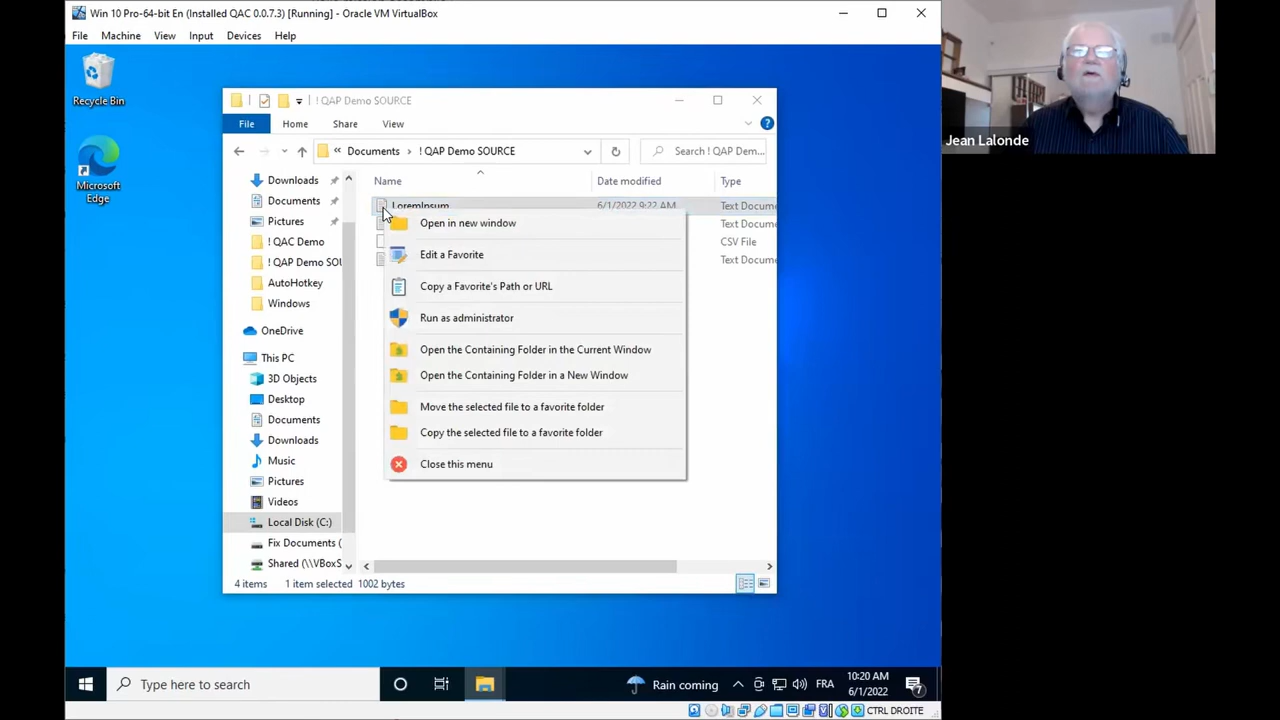 Win 10 Pro-64-bit En (Installed QAC 0.0.7.3) [Running] - Oracle VM VirtualBox
File Machine View Input Devices Help
Recycle Bin
Microsoft
Edge
! QAP Demo SOURCE
File Home Share View
Documents ! QAP Demo SOURCE
Search ! QAP Dem...
Name Date modified Type
Downloads
Documents
Pictures
! QAC Demo
! QAP Demo SOU
AutoHotkey
Windows
OneDrive
This PC
3D Objects
Desktop
Documents
Downloads
Music
Pictures
Videos
Local Disk (C:)
Fix Documents (
Shared (\\VBoxS
LoremIpsum 6/1/2022 9:22 AM Text Docume
Text Docume
CSV File
Text Docume
Open in new window
Edit a Favorite
Copy a Favorite's Path or URL
Run as administrator
Open the Containing Folder in the Current Window
Open the Containing Folder in a New Window
Move the selected file to a favorite folder
Copy the selected file to a favorite folder
Close this menu
4 items 1 item selected 1002 bytes
Jean Lalonde
Type here to search
Rain coming
FRA
10:20 AM
6/1/2022
7
CTRL DROITE